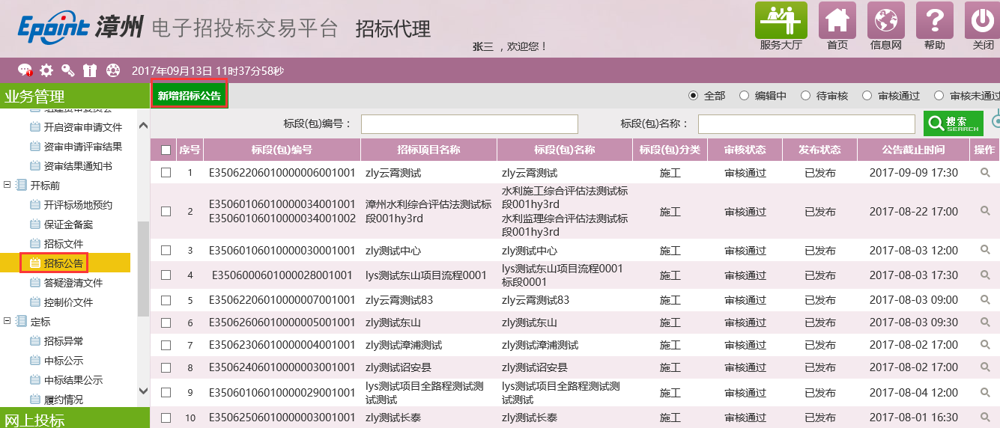 Epoint 漳州 电子招投标交易平台 招标代理
张三 ，欢迎您！
服务大厅 首页 信息网 帮助 关闭
2017年09月13日 11时37分58秒
业务管理
新增招标公告
全部 编辑中 待审核 审核通过 审核未通过
开启资审申请文件
资审申请评审结果
资审结果通知书
开标前
开评标场地预约
保证金备案
招标文件
招标公告
答疑澄清文件
控制价文件
定标
招标异常
中标公示
中标结果公示
履约情况
网上投标
标段(包)编号： 标段(包)名称： 搜索 SEARCH
序号 标段(包)编号 招标项目名称 标段(包)名称 标段(包)分类 审核状态 发布状态 公告截止时间 操作
1 E3506220601000006001001 zly云霄测试 zly云霄测试 施工 审核通过 已发布 2017-09-09 17:30
2 E3506010601000034001001 E3506010601000034001002 漳州水利综合评估法测试标段001hy3rd 水利施工综合评估法测试标段001hy3rd 水利监理综合评估法测试标段001hy3rd 施工 审核通过 已发布 2017-08-22 17:00
3 E3506010601000030001001 zly测试中心 zly测试中心 施工 审核通过 已发布 2017-08-03 12:00
4 E3506000601000028001001 lys测试东山项目流程0001 lys测试东山项目流程0001标段0001 施工 审核通过 已发布 2017-08-03 17:30
5 E3506220601000007001001 zly云霄测试83 zly云霄测试83 施工 审核通过 已发布 2017-08-03 09:00
6 E3506260601000005001001 zly测试东山 zly测试东山 施工 审核通过 已发布 2017-08-03 09:30
7 E3506230601000004001001 zly测试漳浦测试 zly测试漳浦测试 施工 审核通过 已发布 2017-08-02 17:00
8 E3506240601000003001001 zly测试诏安县 zly测试诏安县 施工 审核通过 已发布 2017-08-02 17:00
9 E3506010601000029001001 lys测试项目全路程测试测试测试 lys测试项目全路程测试测试测试 施工 审核通过 已发布 2017-08-04 12:00
10 E3506250601000003001001 zly测试长泰 zly测试长泰 施工 审核通过 已发布 2017-08-01 16:30